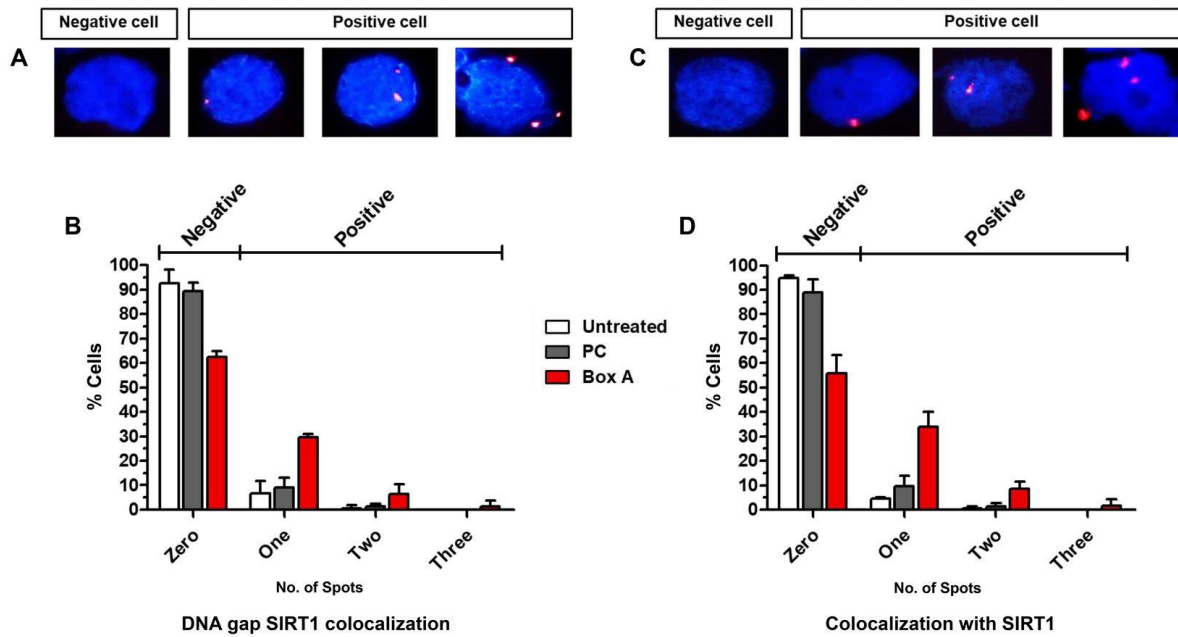 Negative cell
Positive cell
A
Negative cell
Positive cell
C
B
Negative
Positive
% Cells
100
90
80
70
60
50
40
30
20
10
0
Zero
One
Two
Three
No. of Spots
DNA gap SIRT1 colocalization
Untreated
PC
Box A
D
Negative
Positive
% Cells
100
90
80
70
60
50
40
30
20
10
0
Zero
One
Two
Three
No. of Spots
Colocalization with SIRT1